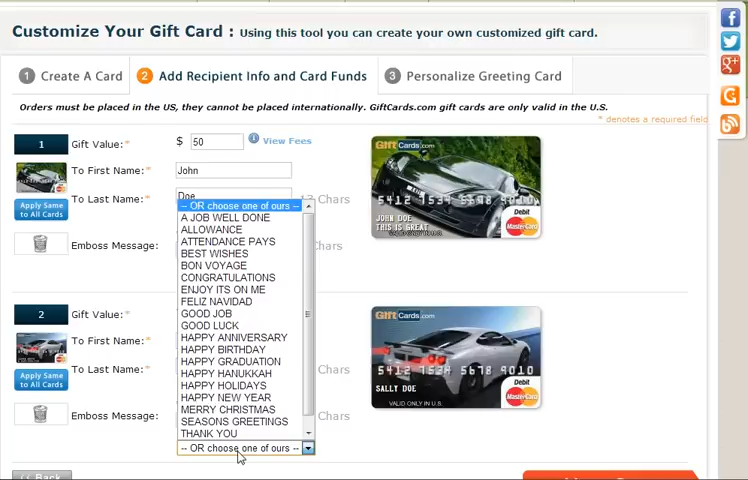 Customize Your Gift Card : Using this tool you can create your own customized gift card.
1 Create A Card 2 Add Recipient Info and Card Funds 3 Personalize Greeting Card
Orders must be placed in the US, they cannot be placed internationally. GiftCards.com gift cards are only valid in the U.S.
* denotes a required field
1 Gift Value:* $ 50 i View Fees
To First Name:* John
To Last Name:* Doe 12 Chars
Apply Same
to All Cards
Emboss Message: Chars
GiftCards.com
5412 7534 5678 9010
JOHN DOE
THIS IS GREAT
Debit
MasterCard
-- OR choose one of ours --
A JOB WELL DONE
ALLOWANCE
ATTENDANCE PAYS
BEST WISHES
BON VOYAGE
CONGRATULATIONS
ENJOY ITS ON ME
FELIZ NAVIDAD
GOOD JOB
GOOD LUCK
HAPPY ANNIVERSARY
HAPPY BIRTHDAY
HAPPY GRADUATION
HAPPY HANUKKAH
HAPPY HOLIDAYS
HAPPY NEW YEAR
MERRY CHRISTMAS
SEASONS GREETINGS
THANK YOU
-- OR choose one of ours --
2 Gift Value:*
To First Name:*
To Last Name:* Chars
Apply Same
to All Cards
Emboss Message: Chars
GiftCards.com
5412 7534 5678 9010
SALLY DOE
VALID ONLY IN U.S.
Debit
MasterCard
<< Back